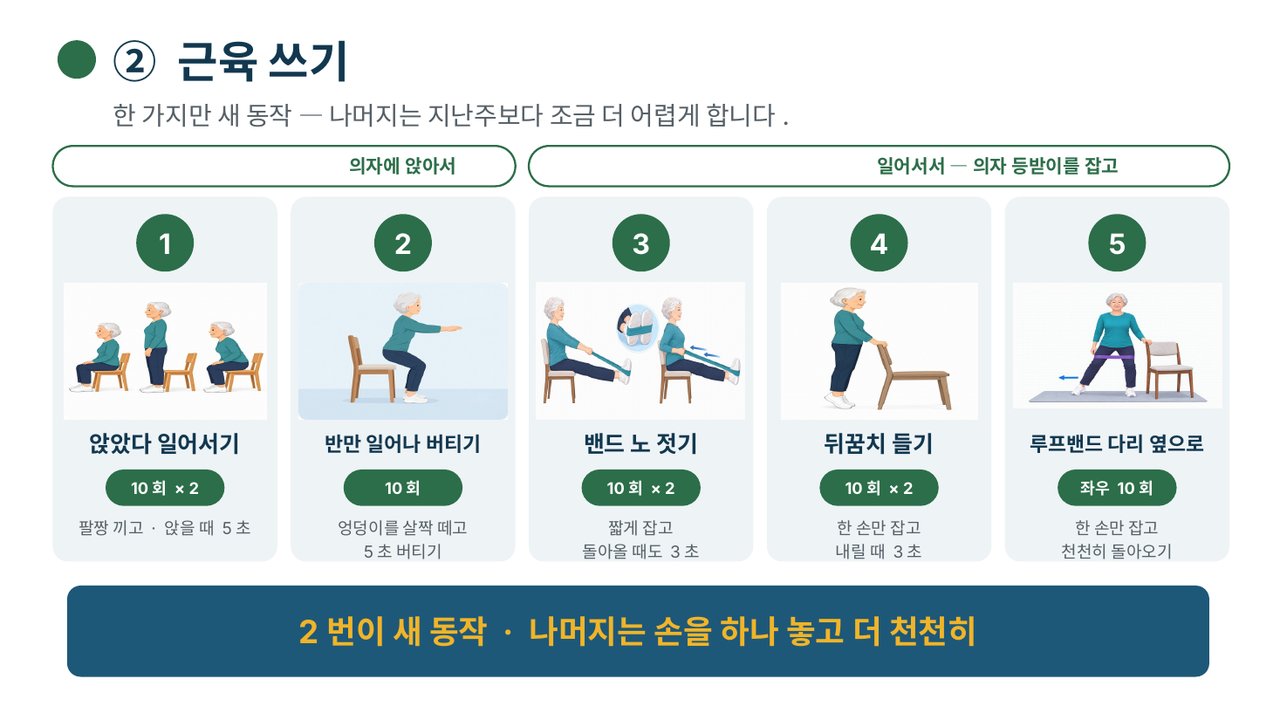 ② 근육 쓰기
한 가지만 새 동작 — 나머지는 지난주보다 조금 더 어렵게 합니다 .
의자에 앉아서
일어서서 — 의자 등받이를 잡고
1
앉았다 일어서기
10 회 × 2
팔짱 끼고 · 앉을 때 5 초
2
반만 일어나 버티기
10 회
엉덩이를 살짝 떼고
5 초 버티기
3
밴드 노 젓기
10 회 × 2
짧게 잡고
돌아올 때도 3 초
4
뒤꿈치 들기
10 회 × 2
한 손만 잡고
내릴 때 3 초
5
루프밴드 다리 옆으로
좌우 10 회
한 손만 잡고
천천히 돌아오기
2 번이 새 동작 · 나머지는 손을 하나 놓고 더 천천히